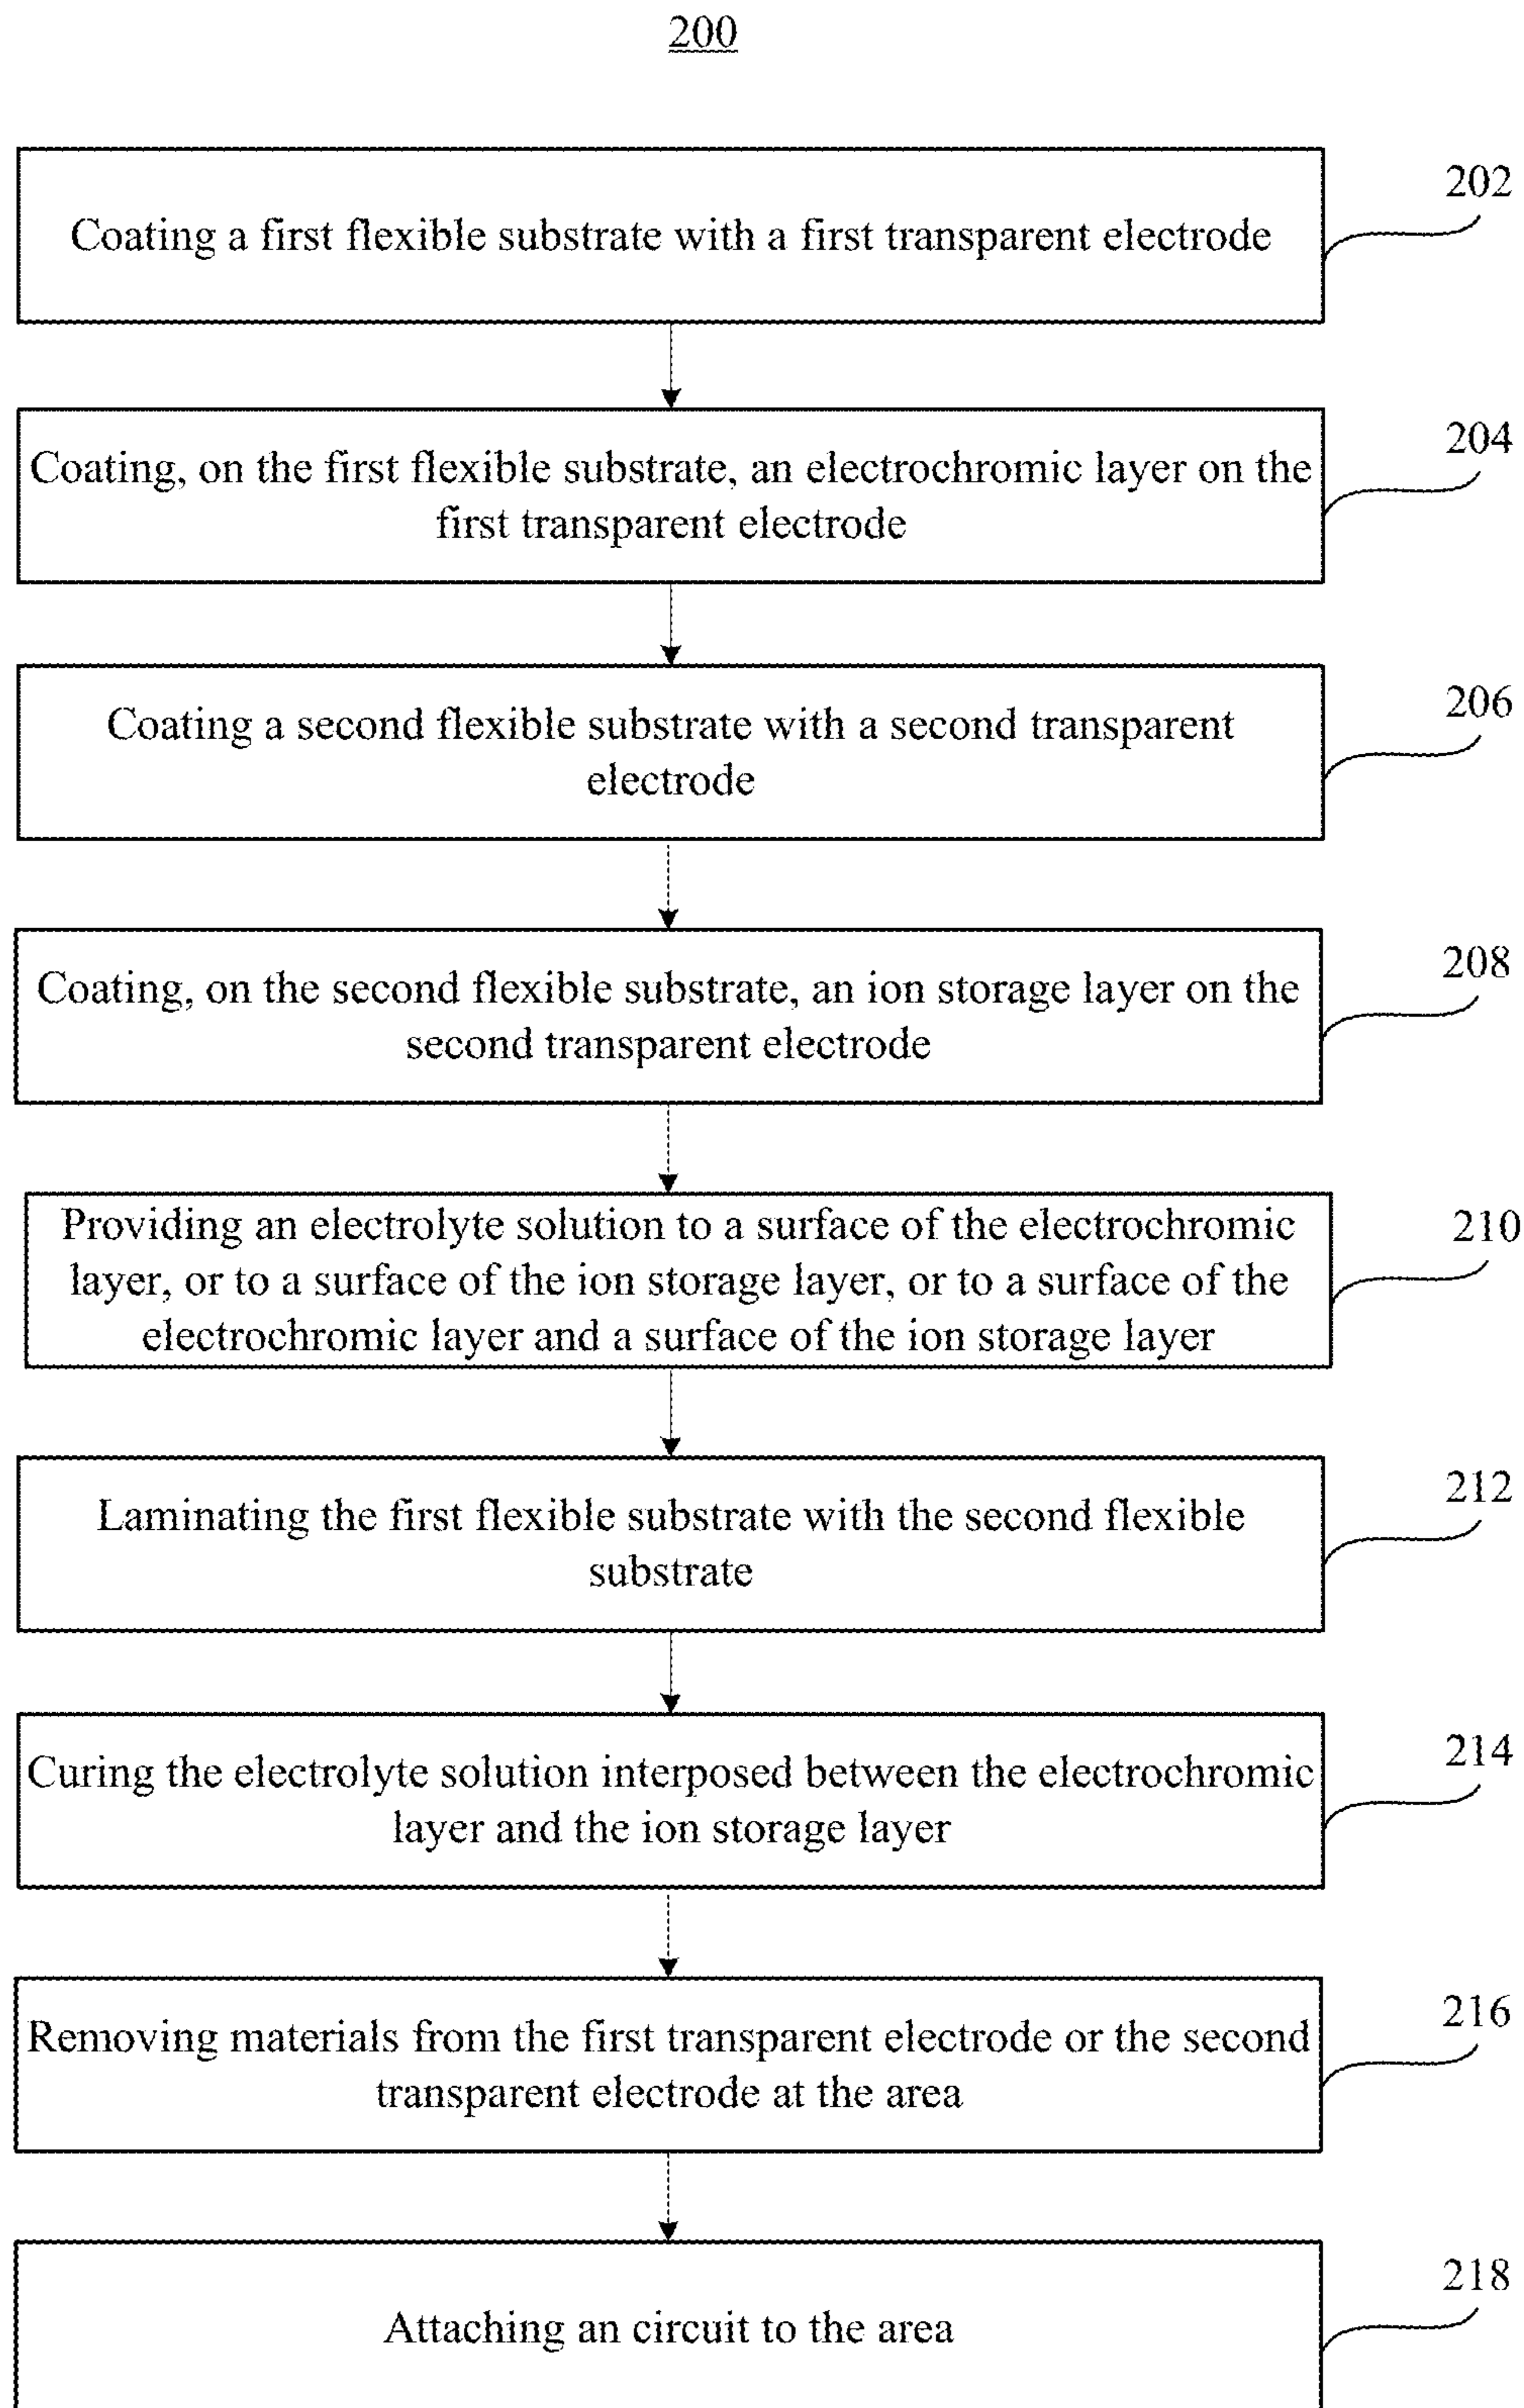 200
Coating a first flexible substrate with a first transparent electrode
202
Coating, on the first flexible substrate, an electrochromic layer on the
first transparent electrode
204
Coating a second flexible substrate with a second transparent
electrode
206
Coating, on the second flexible substrate, an ion storage layer on the
second transparent electrode
208
Providing an electrolyte solution to a surface of the electrochromic
layer, or to a surface of the ion storage layer, or to a surface of the
electrochromic layer and a surface of the ion storage layer
210
Laminating the first flexible substrate with the second flexible
substrate
212
Curing the electrolyte solution interposed between the electrochromic
layer and the ion storage layer
214
Removing materials from the first transparent electrode or the second
transparent electrode at the area
216
Attaching an circuit to the area
218